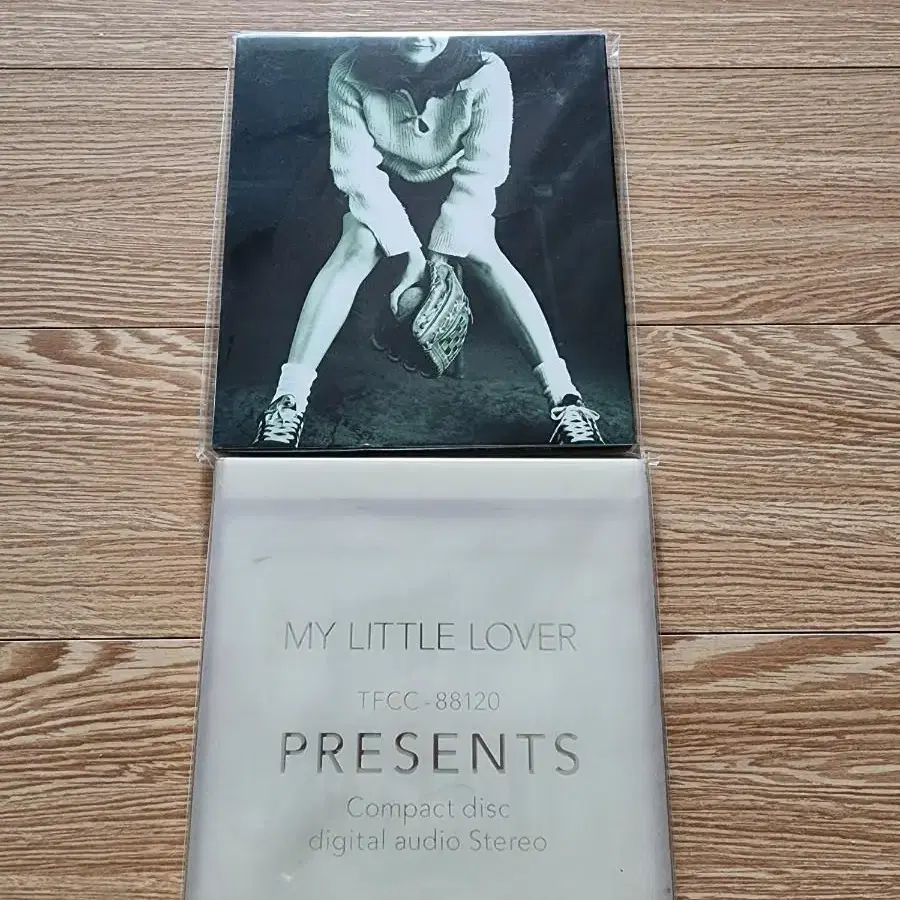 MY LITTLE LOVER
TFCC-88120
PRESENTS
Compact disc
digital audio Stereo